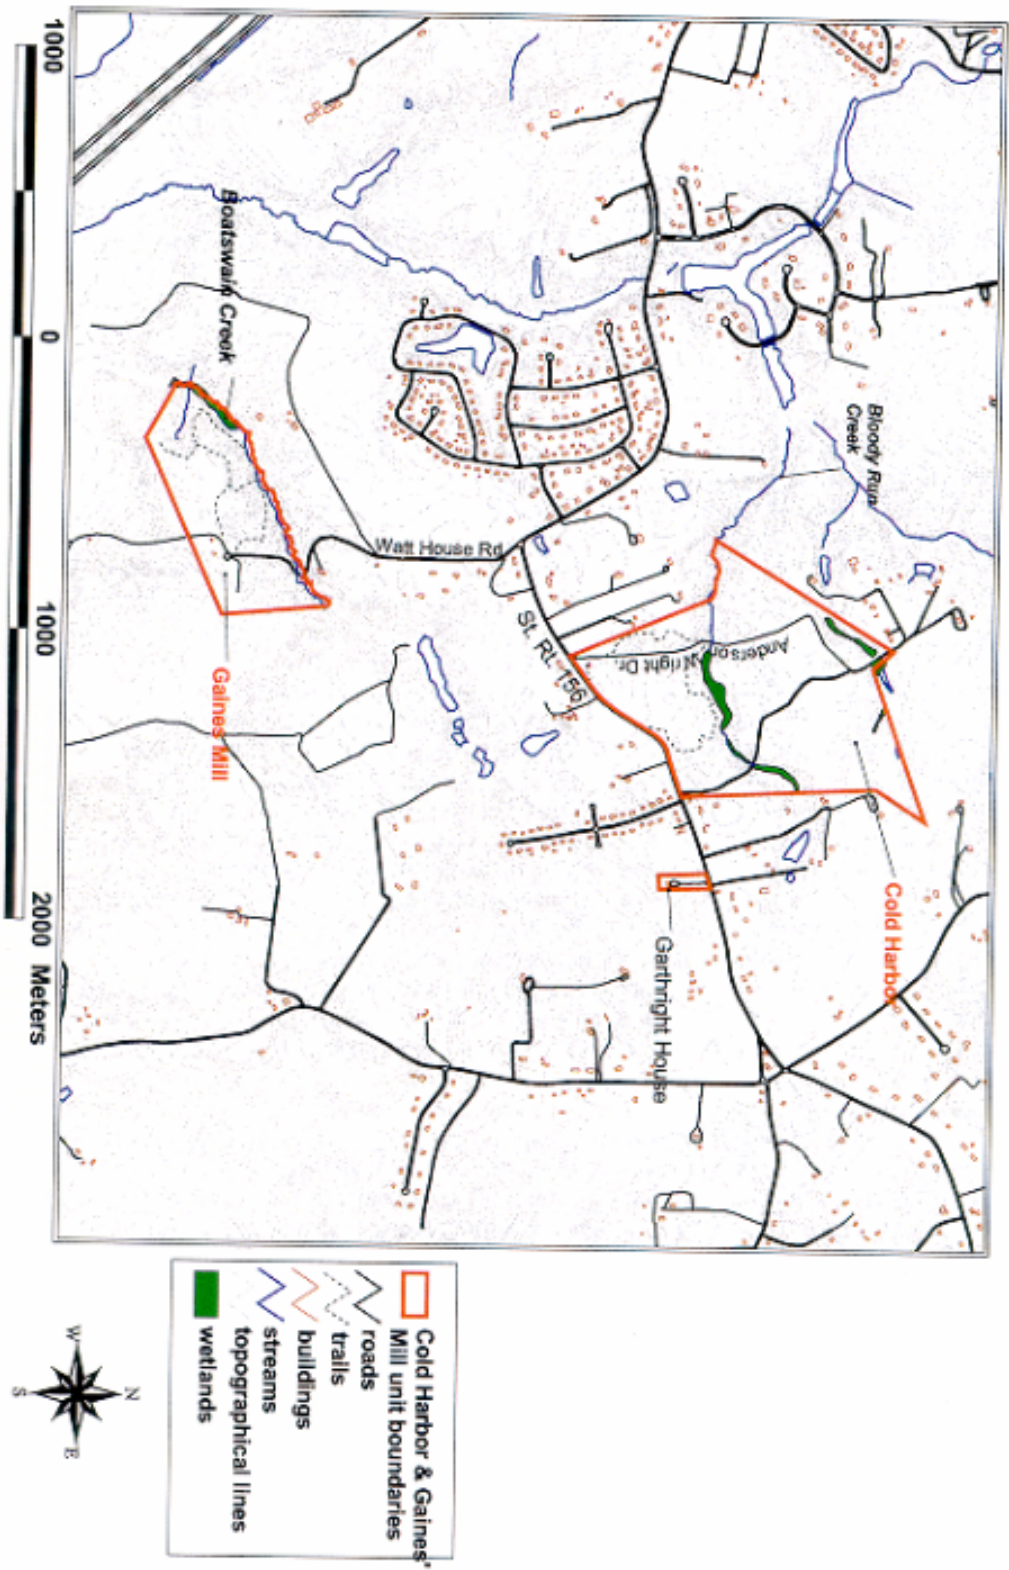 Boatswain Creek
Bloody Run
Creek
Watt House Rd
St. Rt. 156
Anderson Wright Dr.
Gaines Mill
Cold Harbor
Garthright House
1000
0
1000
2000 Meters
Cold Harbor & Gaines'
Mill unit boundaries
roads
trails
buildings
streams
topographical lines
wetlands
N
W
E
S